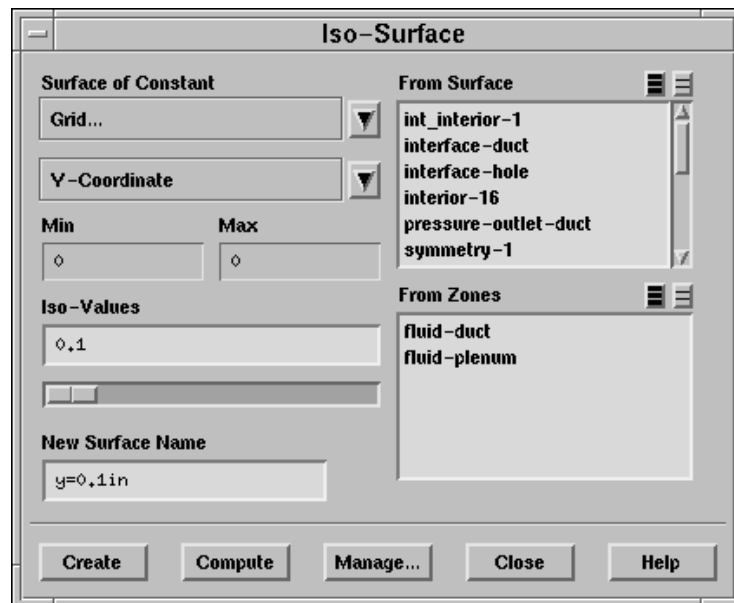 Iso-Surface
Surface of Constant
Grid...
Y-Coordinate
Min Max
0 0
Iso-Values
0.1
New Surface Name
y=0.1in
From Surface
int_interior-1
interface-duct
interface-hole
interior-16
pressure-outlet-duct
symmetry-1
From Zones
fluid-duct
fluid-plenum
Create Compute Manage... Close Help